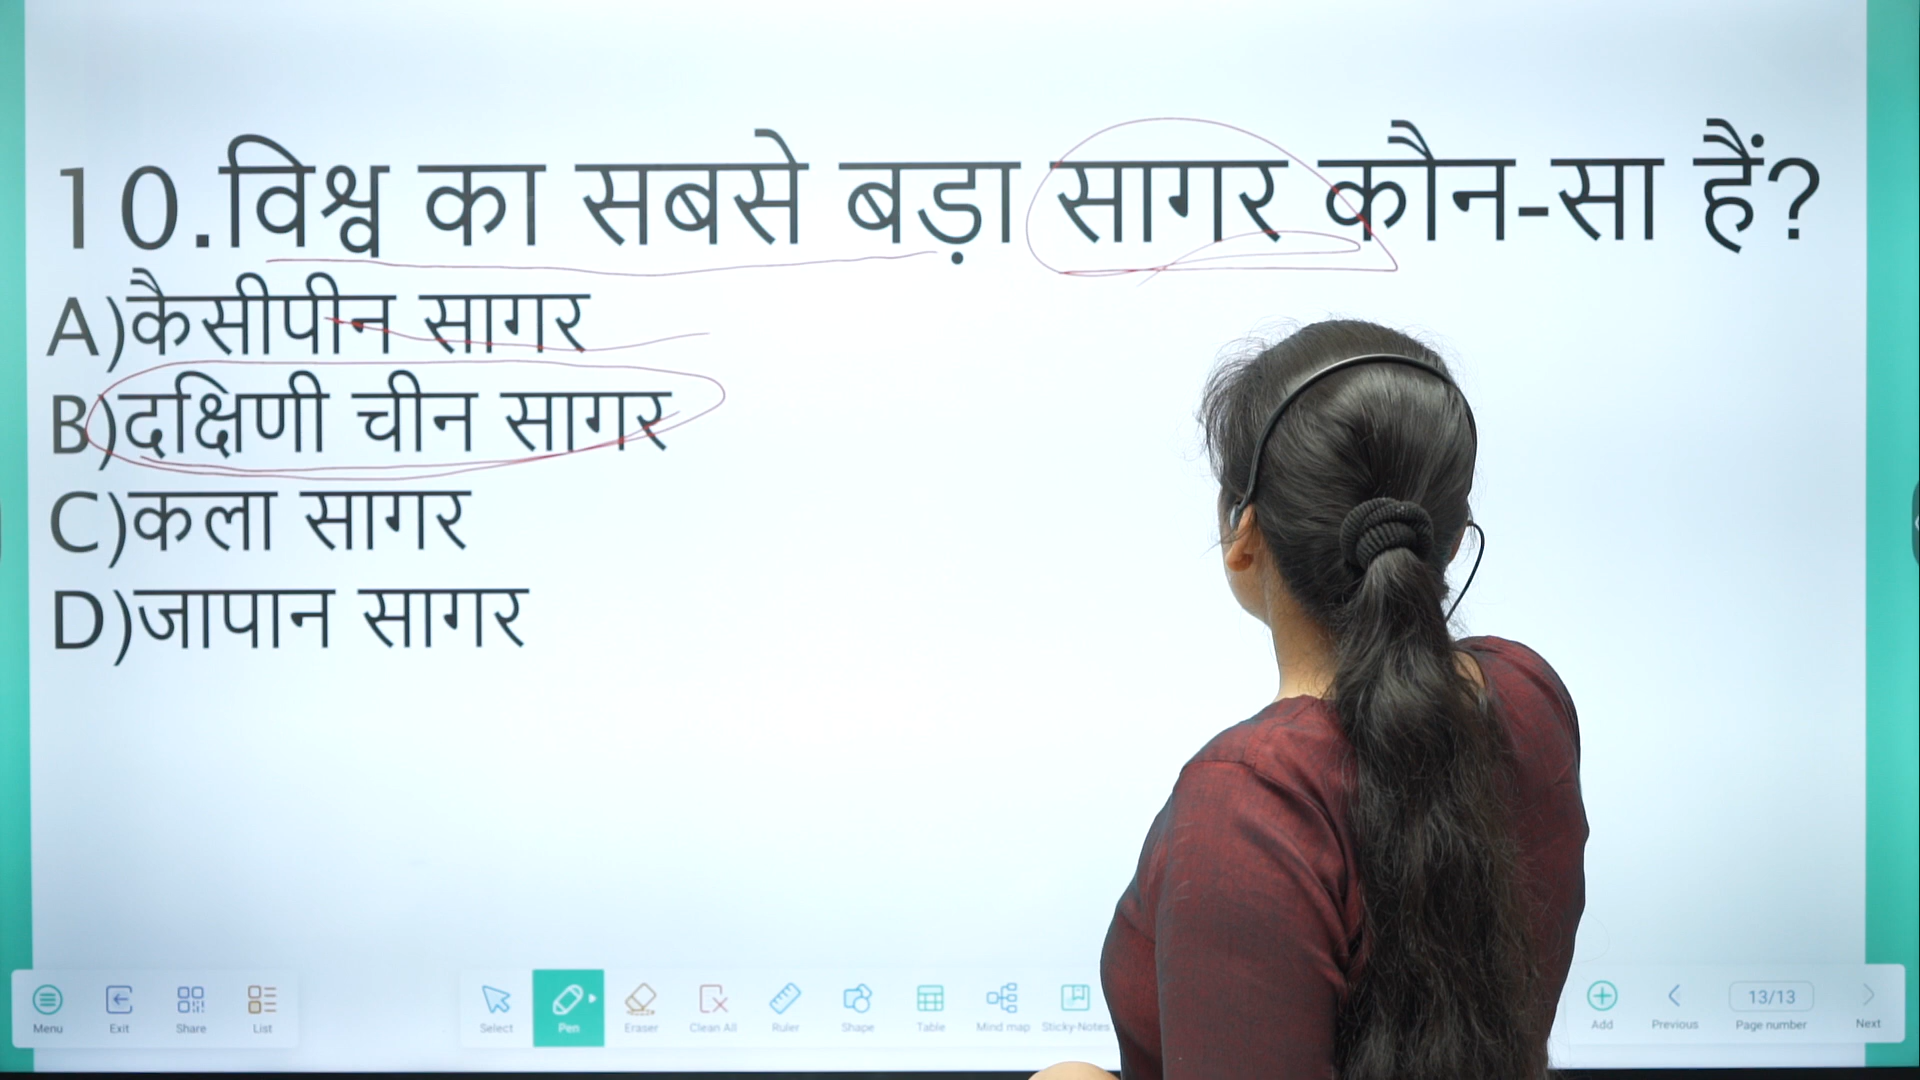 10.विश्व का सबसे बड़ा सागर कौन-सा हैं?
A)कैसीपीन सागर
B)दक्षिणी चीन सागर
C)कला सागर
D)जापान सागर
Menu Exit Share List Select Pen Eraser Clean All Ruler Shape Table Mind map Sticky-Notes Add Previous 13/13 Page number Next